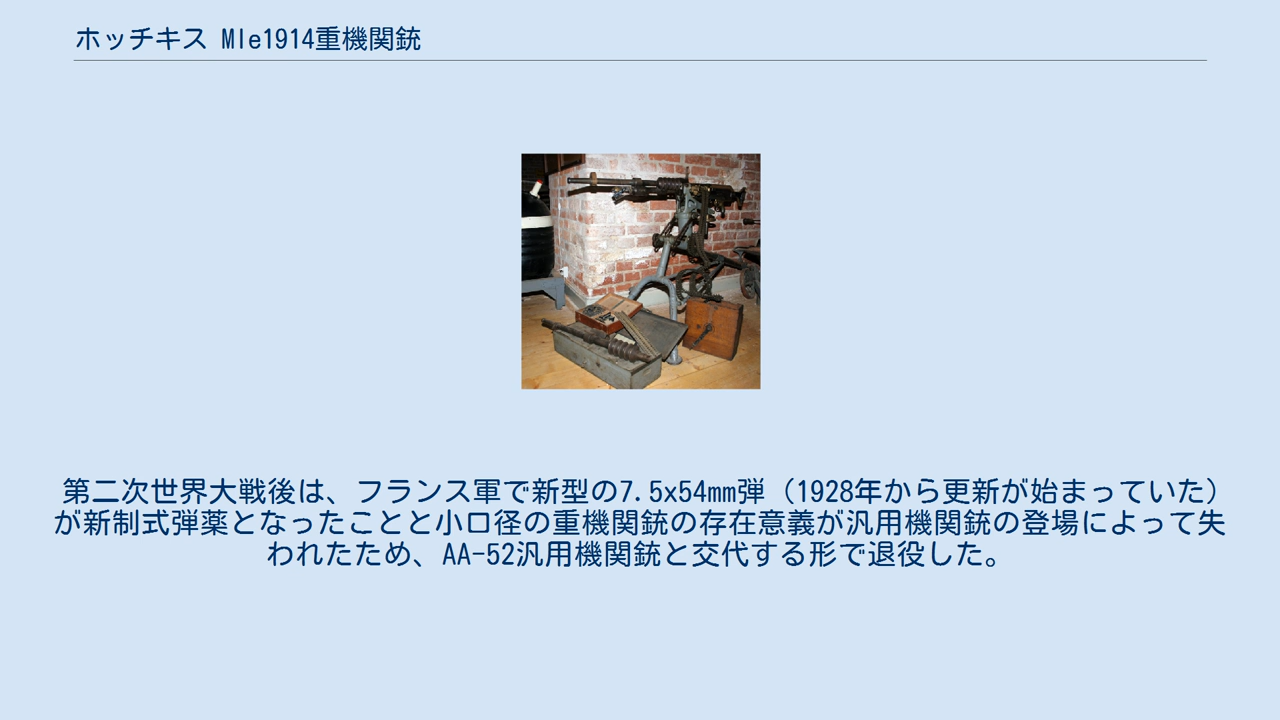 ホッチキス Mle1914重機関銃
第二次世界大戦後は、フランス軍で新型の7.5x54mm弾（1928年から更新が始まっていた）
が新制式弾薬となったことと小口径の重機関銃の存在意義が汎用機関銃の登場によって失
われたため、AA-52汎用機関銃と交代する形で退役した。